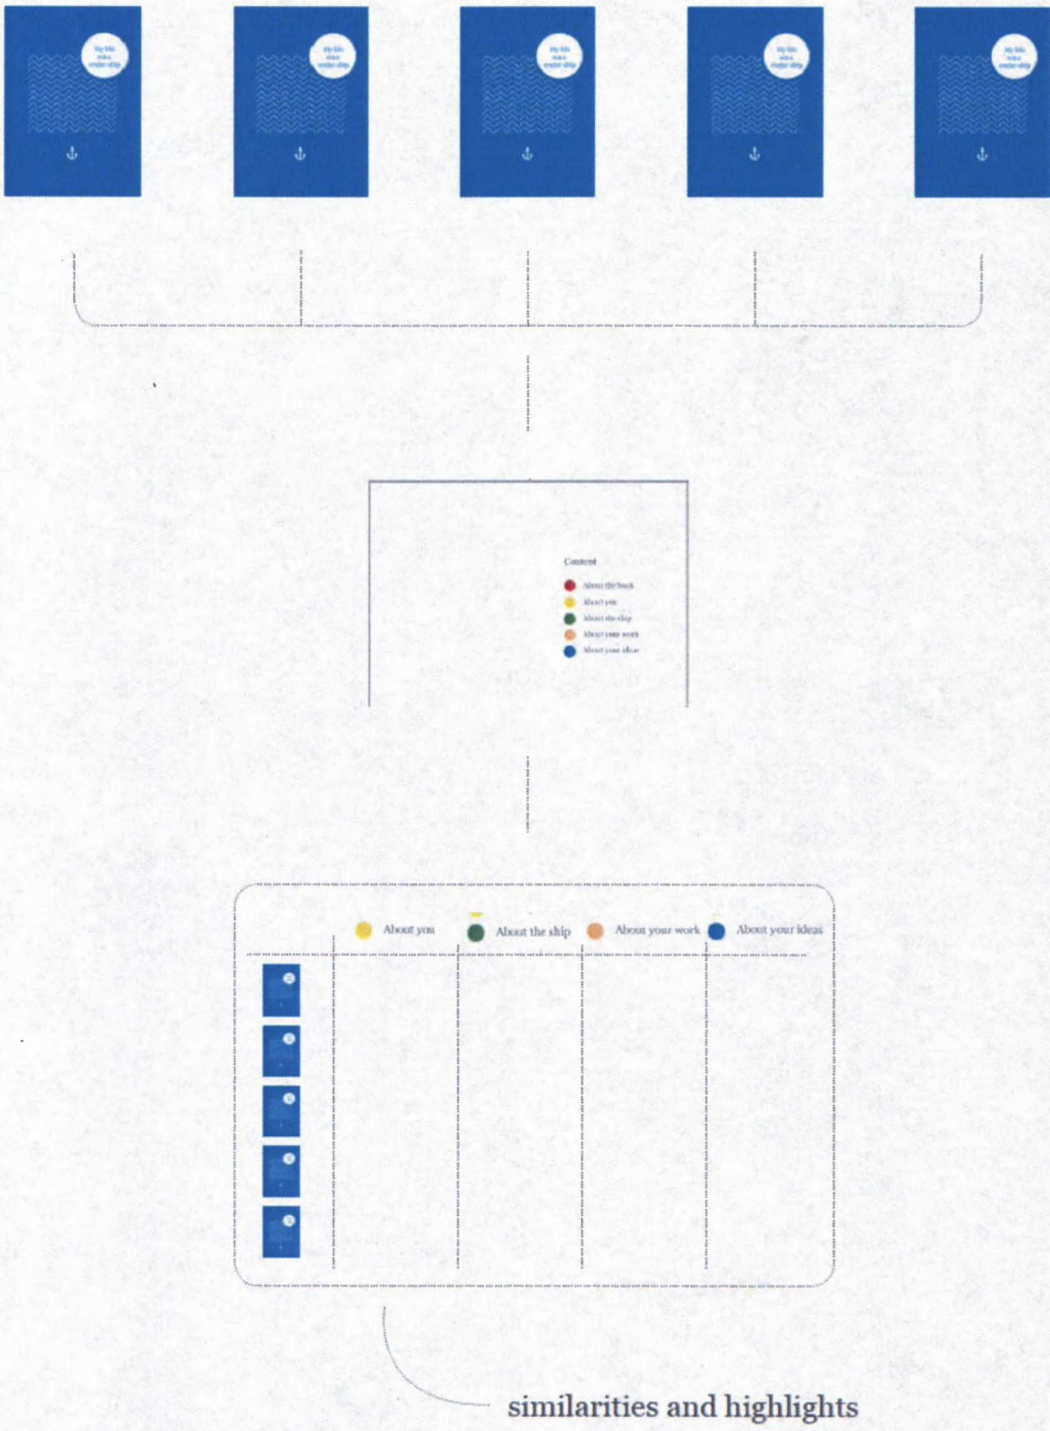 Content
About the book
About you
About the ship
About your work
About your ideas
About you
About the ship
About your work
About your ideas
similarities and highlights